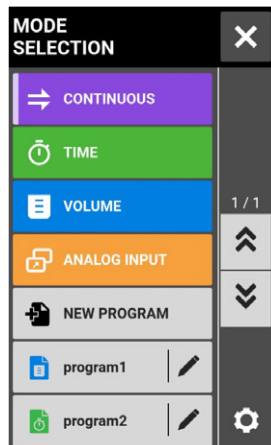 MODE
SELECTION
CONTINUOUS
TIME
VOLUME
1 / 1
ANALOG INPUT
NEW PROGRAM
program1
program2